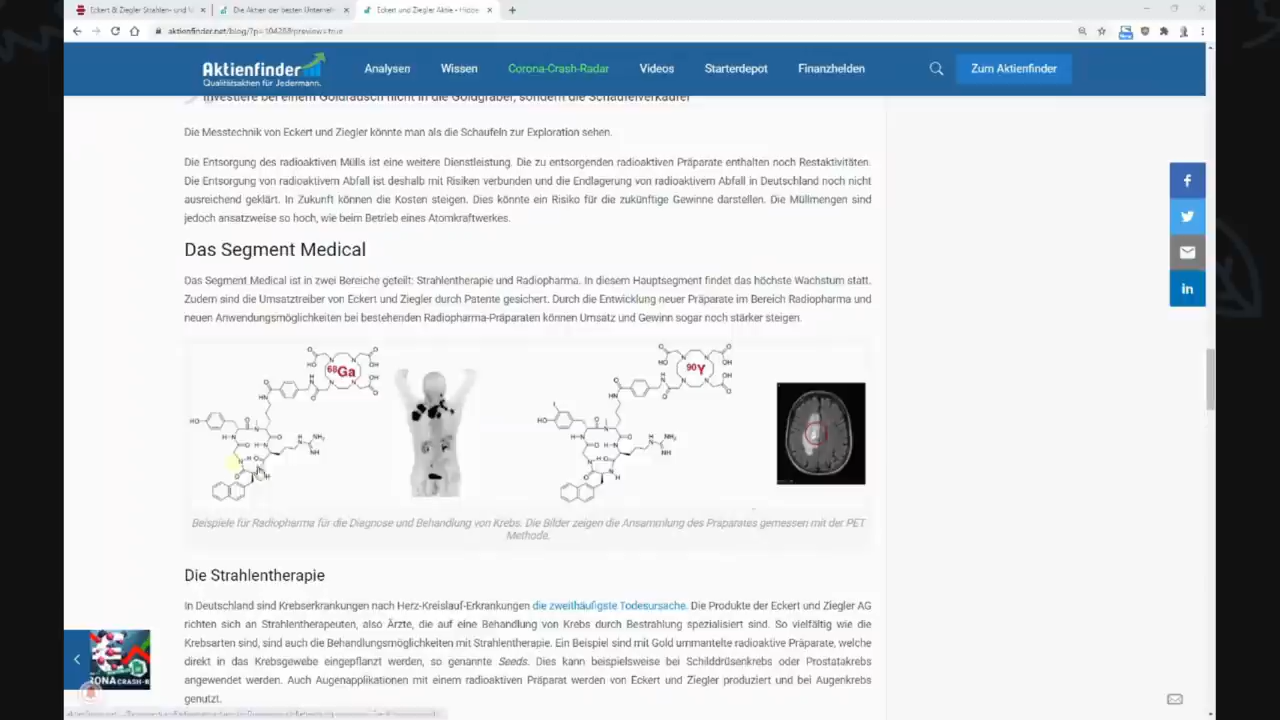 Eckert & Ziegler Strahlen- und M
Die Aktien der besten Unterneh
Eckert und Ziegler Aktie • Hidde
aktienfinder.net/blog/?p=10428&preview=true
Aktienfinder
Qualitätsaktien für Jedermann.
Analysen
Wissen
Corona-Crash-Radar
Videos
Starterdepot
Finanzhelden
Zum Aktienfinder
Investiere bei einem Goldrausch nicht in die Goldgräber, sondern die Schaufelverkäufer
Die Messtechnik von Eckert und Ziegler könnte man als die Schaufeln zur Exploration sehen.
Die Entsorgung des radioaktiven Mülls ist eine weitere Dienstleistung. Die zu entsorgenden radioaktiven Präparate enthalten noch Restaktivitäten.
Die Entsorgung von radioaktivem Abfall ist deshalb mit Risiken verbunden und die Endlagerung von radioaktivem Abfall in Deutschland noch nicht
ausreichend geklärt. In Zukunft können die Kosten steigen. Dies könnte ein Risiko für die zukünftige Gewinne darstellen. Die Müllmengen sind
jedoch ansatzweise so hoch, wie beim Betrieb eines Atomkraftwerkes.
Das Segment Medical
Das Segment Medical ist in zwei Bereiche geteilt: Strahlentherapie und Radiopharma. In diesem Hauptsegment findet das höchste Wachstum statt.
Zudem sind die Umsatztreiber von Eckert und Ziegler durch Patente gesichert. Durch die Entwicklung neuer Präparate im Bereich Radiopharma und
neuen Anwendungsmöglichkeiten bei bestehenden Radiopharma-Präparaten können Umsatz und Gewinn sogar noch stärker steigen.
68Ga
90Y
Beispiele für Radiopharma für die Diagnose und Behandlung von Krebs. Die Bilder zeigen die Ansammlung des Präparates gemessen mit der PET
Methode.
Die Strahlentherapie
In Deutschland sind Krebserkrankungen nach Herz-Kreislauf-Erkrankungen die zweithäufigste Todesursache. Die Produkte der Eckert und Ziegler AG
richten sich an Strahlentherapeuten, also Ärzte, die auf eine Behandlung von Krebs durch Bestrahlung spezialisiert sind. So vielfältig wie die
Krebsarten sind, sind auch die Behandlungsmöglichkeiten mit Strahlentherapie. Ein Beispiel sind mit Gold ummantelte radioaktive Präparate, welche
direkt in das Krebsgewebe eingepflanzt werden, so genannte Seeds. Dies kann beispielsweise bei Schilddrüsenkrebs oder Prostatakrebs
angewendet werden. Auch Augenapplikationen mit einem radioaktiven Präparat werden von Eckert und Ziegler produziert und bei Augenkrebs
genutzt.